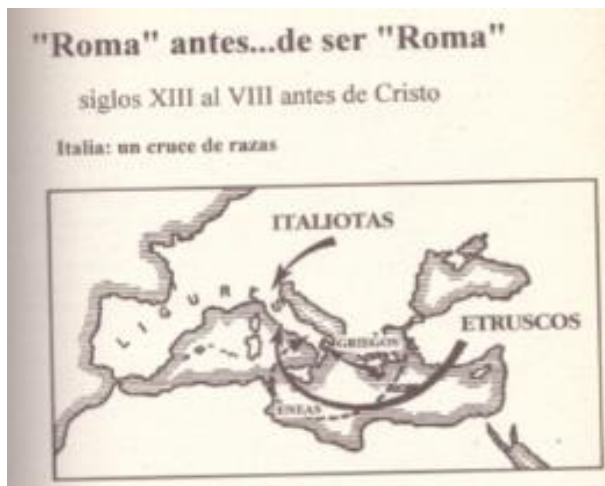 "Roma" antes...de ser "Roma"
siglos XIII al VIII antes de Cristo
Italia: un cruce de razas
ITALIOTAS
LIGURES
ETRUSCOS
GRIEGOS
ENEAS